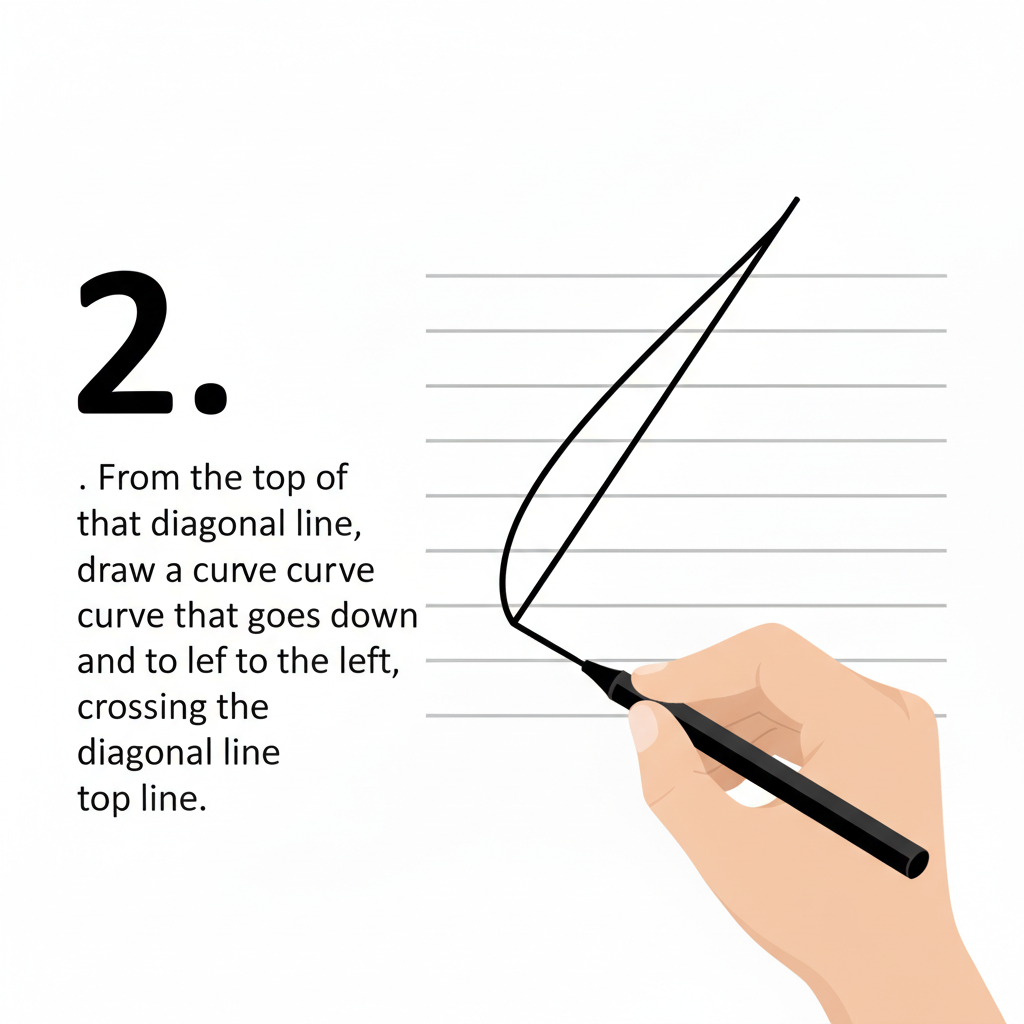 2.
. From the top of
that diagonal line,
draw a curve curve
curve that goes down
and to lef to the left,
crossing the
diagonal line
top line.